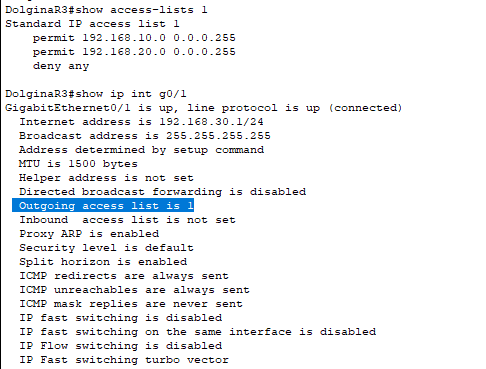 DolginaR3#show access-lists 1
Standard IP access list 1
permit 192.168.10.0 0.0.0.255
permit 192.168.20.0 0.0.0.255
deny any
DolginaR3#show ip int g0/1
GigabitEthernet0/1 is up, line protocol is up (connected)
Internet address is 192.168.30.1/24
Broadcast address is 255.255.255.255
Address determined by setup command
MTU is 1500 bytes
Helper address is not set
Directed broadcast forwarding is disabled
Outgoing access list is 1
Inbound  access list is not set
Proxy ARP is enabled
Security level is default
Split horizon is enabled
ICMP redirects are always sent
ICMP unreachables are always sent
ICMP mask replies are never sent
IP fast switching is disabled
IP fast switching on the same interface is disabled
IP Flow switching is disabled
IP Fast switching turbo vector